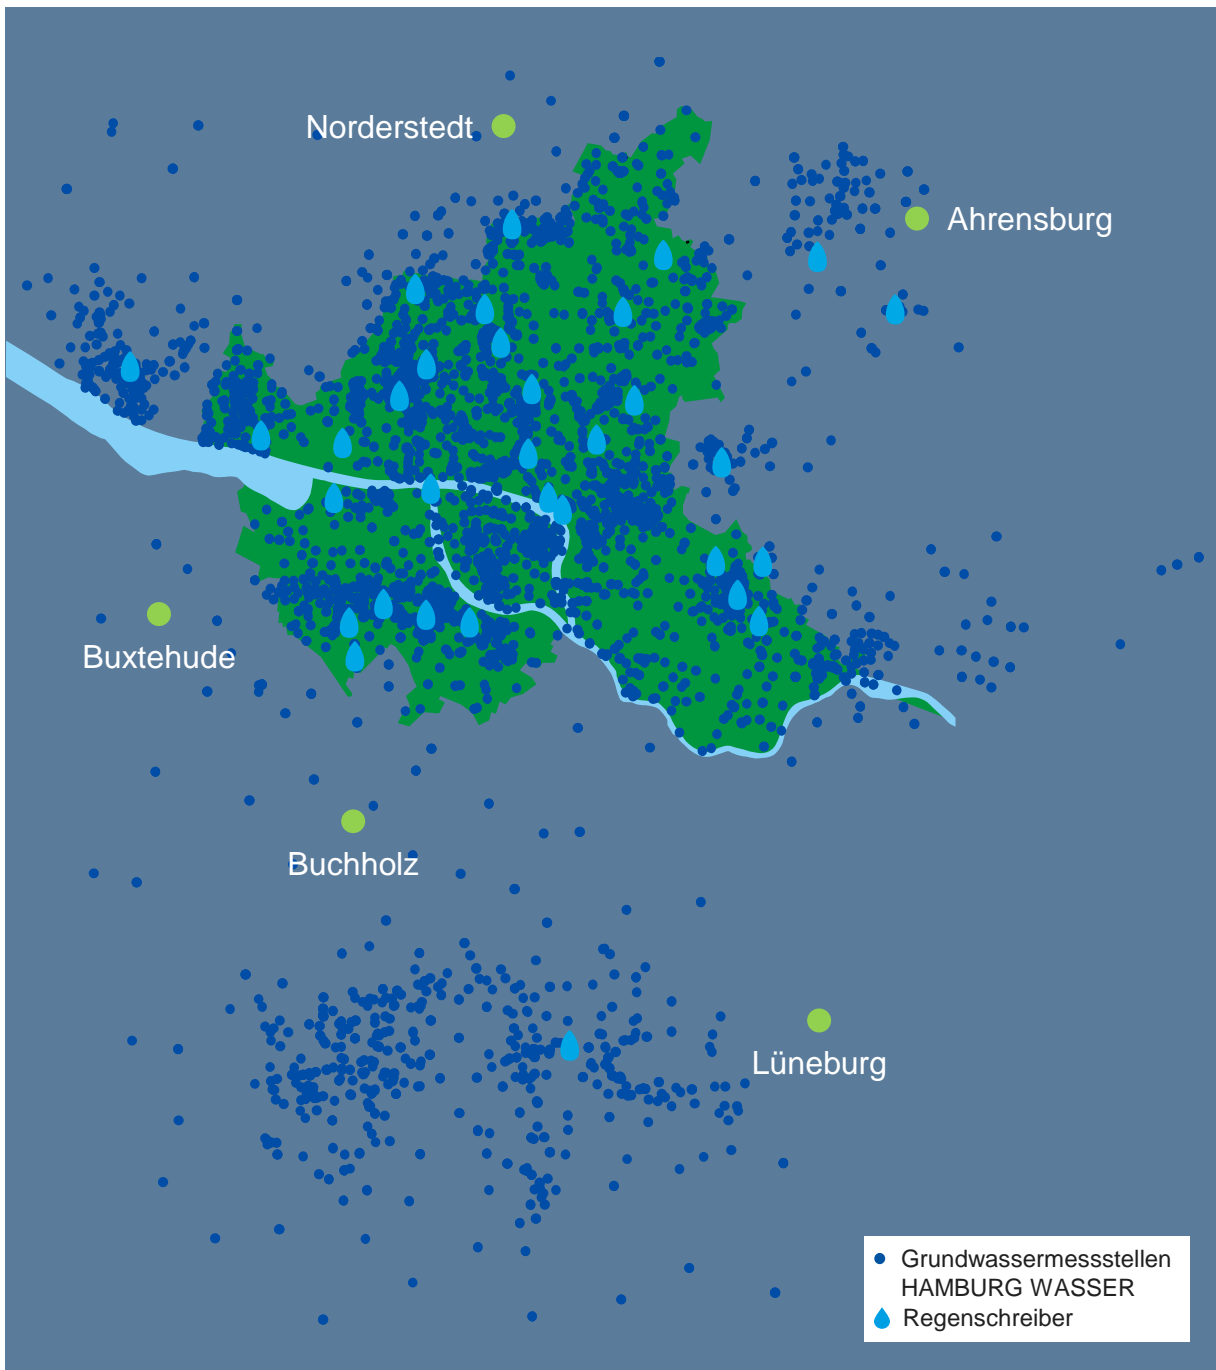 Norderstedt
Ahrensburg
Buxtehude
Buchholz
Lüneburg
Grundwassermessstellen
HAMBURG WASSER
Regenschreiber